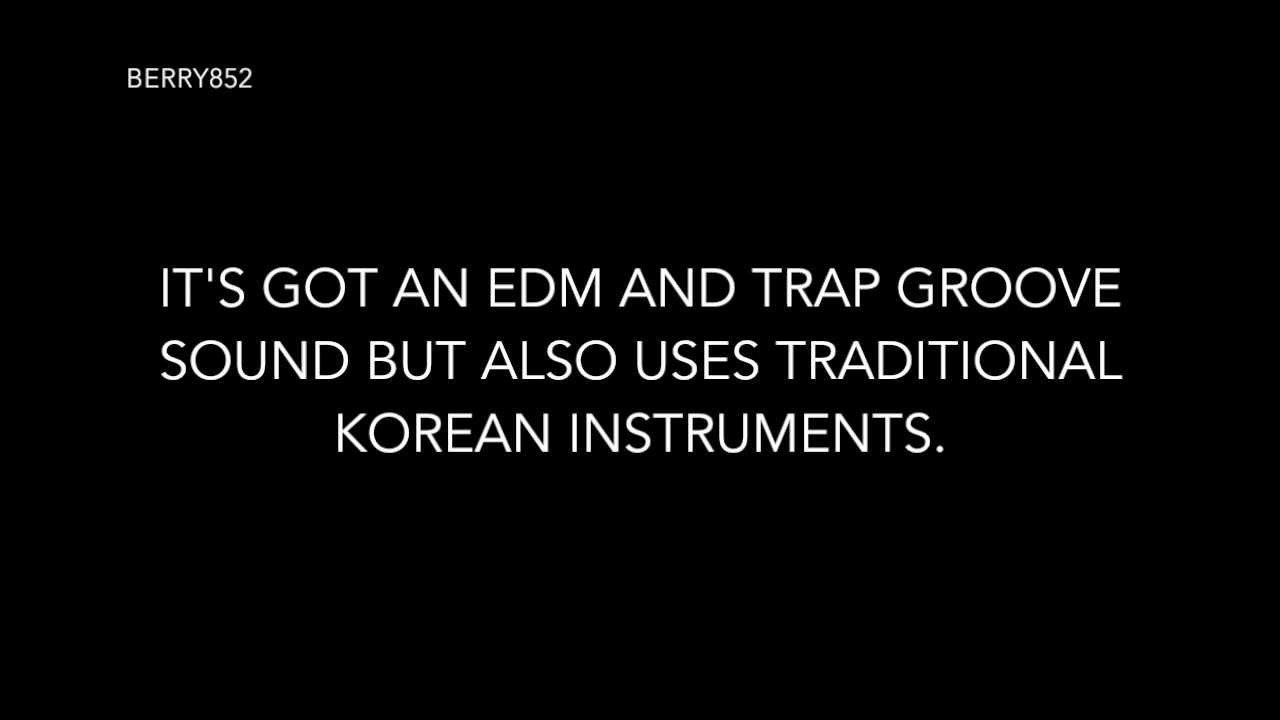 BERRY852
IT'S GOT AN EDM AND TRAP GROOVE
SOUND BUT ALSO USES TRADITIONAL
KOREAN INSTRUMENTS.